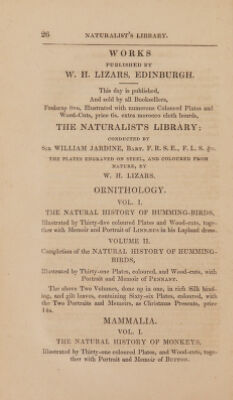 26 NATURALIST'S LIBRARY.
WORKS
PUBLISHED BY
W. H. LIZARS, EDINBURGH.
This day is published,
And sold by all Booksellers,
Foolscap 8vo, Illustrated with numerous Coloured Plates and
Wood-Cuts, price 6s. extra morocco cloth boards,
THE NATURALIST'S LIBRARY:
CONDUCTED BY
SIR WILLIAM JARDINE, BART. F. R. S. E., F. L. S. &c.
THE PLATES ENGRAVED ON STEEL, AND COLOURED FROM
NATURE, BY
W. H. LIZARS.
ORNITHOLOGY.
VOL. I.
THE NATURAL HISTORY OF HUMMING-BIRDS,
Illustrated by Thirty-five coloured Plates and Wood-cuts, toge-
ther with Memoir and Portrait of LINNÆUS in his Lapland dress.
VOLUME II.
Completion of the NATURAL HISTORY OF HUMMING-
BIRDS,
Illustrated by Thirty-one Plates, coloured, and Wood-cuts, with
Portrait and Memoir of PENNANT.
The above Two Volumes, done up in one, in rich Silk bind-
ing, and gilt leaves, containing Sixty-six Plates, coloured, with
the Two Portraits and Memoirs, as Christmas Presents, price
14s.
MAMMALIA.
VOL. I.
THE NATURAL HISTORY OF MONKEYS,
Illustrated by Thirty-one coloured Plates, and Wood-cuts, toge-
ther with Portrait and Memoir of BUFFON.